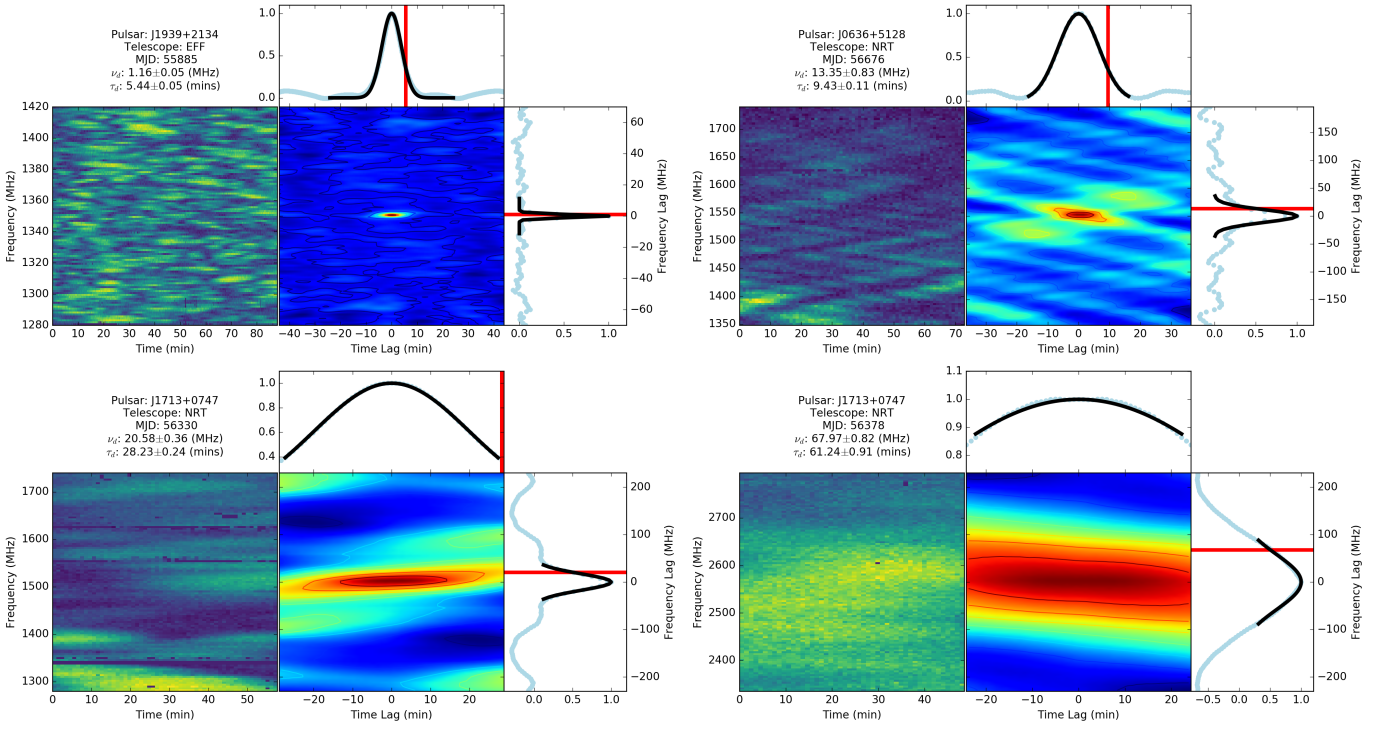 Pulsar: J1939+2134
Telescope: EFF
MJD: 55885
ν_d: 1.16±0.05 (MHz)
τ_d: 5.44±0.05 (mins)
1.0
0.5
0.0
1420
1400
1380
1360
1340
1320
1300
1280
Frequency (MHz)
0 10 20 30 40 50 60 70 80
Time (min)
−40 −30 −20 −10 0 10 20 30 40
Time Lag (min)
60
40
20
0
−20
−40
−60
Frequency Lag (MHz)
0.0 0.5 1.0
Pulsar: J0636+5128
Telescope: NRT
MJD: 56676
ν_d: 13.35±0.83 (MHz)
τ_d: 9.43±0.11 (mins)
1.0
0.5
0.0
1700
1650
1600
1550
1500
1450
1400
1350
Frequency (MHz)
0 10 20 30 40 50 60
Time (min)
−30 −20 −10 0 10 20 30
Time Lag (min)
150
100
50
0
−50
−100
−150
Frequency Lag (MHz)
0.0 0.5 1.0
Pulsar: J1713+0747
Telescope: NRT
MJD: 56330
ν_d: 20.58±0.36 (MHz)
τ_d: 28.23±0.24 (mins)
1.0
0.8
0.6
0.4
1700
1600
1500
1400
1300
Frequency (MHz)
0 10 20 30 40 50
Time (min)
−20 −10 0 10 20
Time Lag (min)
200
100
0
−100
−200
Frequency Lag (MHz)
0.0 0.5 1.0
Pulsar: J1713+0747
Telescope: NRT
MJD: 56378
ν_d: 67.97±0.82 (MHz)
τ_d: 61.24±0.91 (mins)
1.1
1.0
0.9
0.8
2700
2600
2500
2400
Frequency (MHz)
0 10 20 30 40
Time (min)
−20 −10 0 10 20
Time Lag (min)
200
100
0
−100
−200
Frequency Lag (MHz)
−0.5 0.0 0.5 1.0